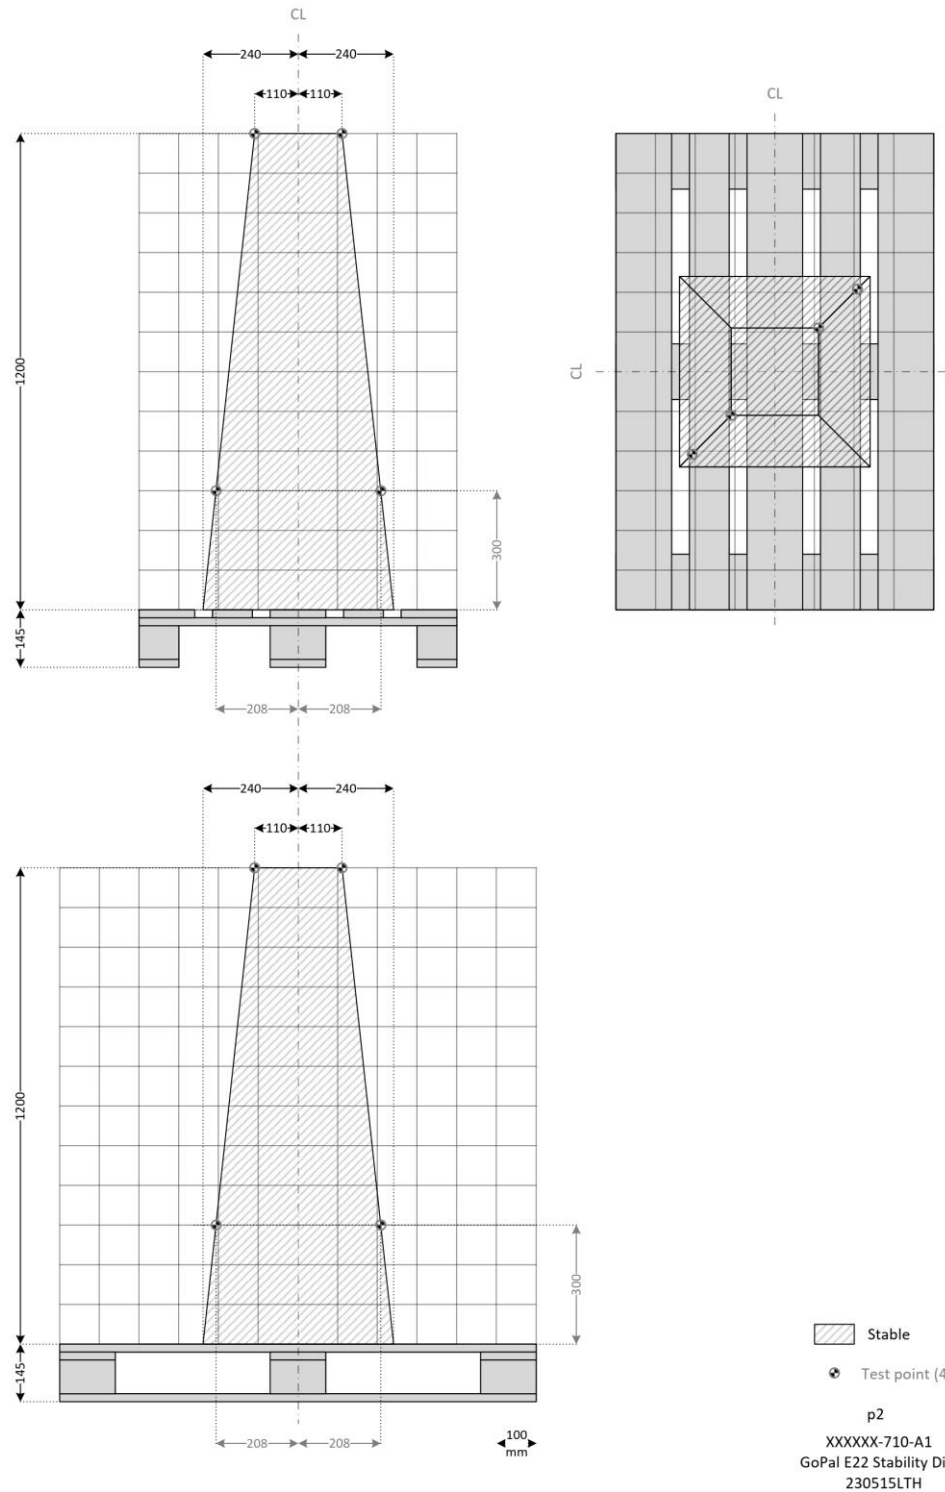 CL
240 240
110 110
CL
1200
CL
300
145
208 208
240 240
110 110
1200
300
145
Stable
Test point (4
p2
208 208
100
mm
XXXXXX-710-A1
GoPal E22 Stability Di
230515LTH